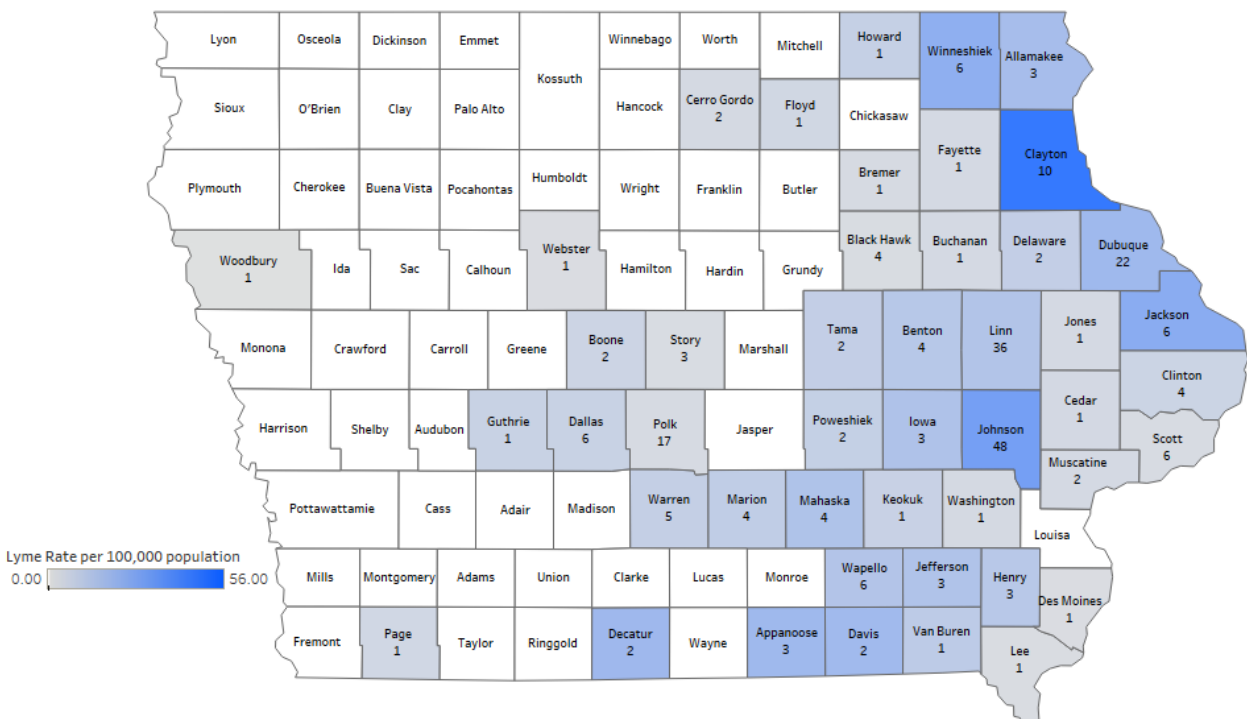 Lyon
Osceola
Dickinson
Emmet
Kossuth
Winnebago
Worth
Mitchell
Howard
1
Winneshiek
6
Allamakee
3
Sioux
O'Brien
Clay
Palo Alto
Hancock
Cerro Gordo
2
Floyd
1
Chickasaw
Fayette
1
Clayton
10
Plymouth
Cherokee
Buena Vista
Pocahontas
Humboldt
Wright
Franklin
Butler
Bremer
1
Woodbury
1
Ida
Sac
Calhoun
Webster
1
Hamilton
Hardin
Grundy
Black Hawk
4
Buchanan
1
Delaware
2
Dubuque
22
Monona
Crawford
Carroll
Greene
Boone
2
Story
3
Marshall
Tama
2
Benton
4
Linn
36
Jones
1
Jackson
6
Clinton
4
Harrison
Shelby
Audubon
Guthrie
1
Dallas
6
Polk
17
Jasper
Poweshiek
2
Iowa
3
Johnson
48
Cedar
1
Scott
6
Muscatine
2
Pottawattamie
Cass
Adair
Madison
Warren
5
Marion
4
Mahaska
4
Keokuk
1
Washington
1
Louisa
Lyme Rate per 100,000 population
0.00
56.00
Mills
Montgomery
Adams
Union
Clarke
Lucas
Monroe
Wapello
6
Jefferson
3
Henry
3
Des Moines
1
Fremont
Page
1
Taylor
Ringgold
Decatur
2
Wayne
Appanoose
3
Davis
2
Van Buren
1
Lee
1